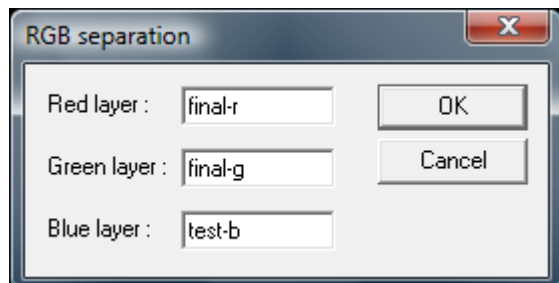 RGB separation
Red layer : final-r OK
Green layer : final-g Cancel
Blue layer : test-b